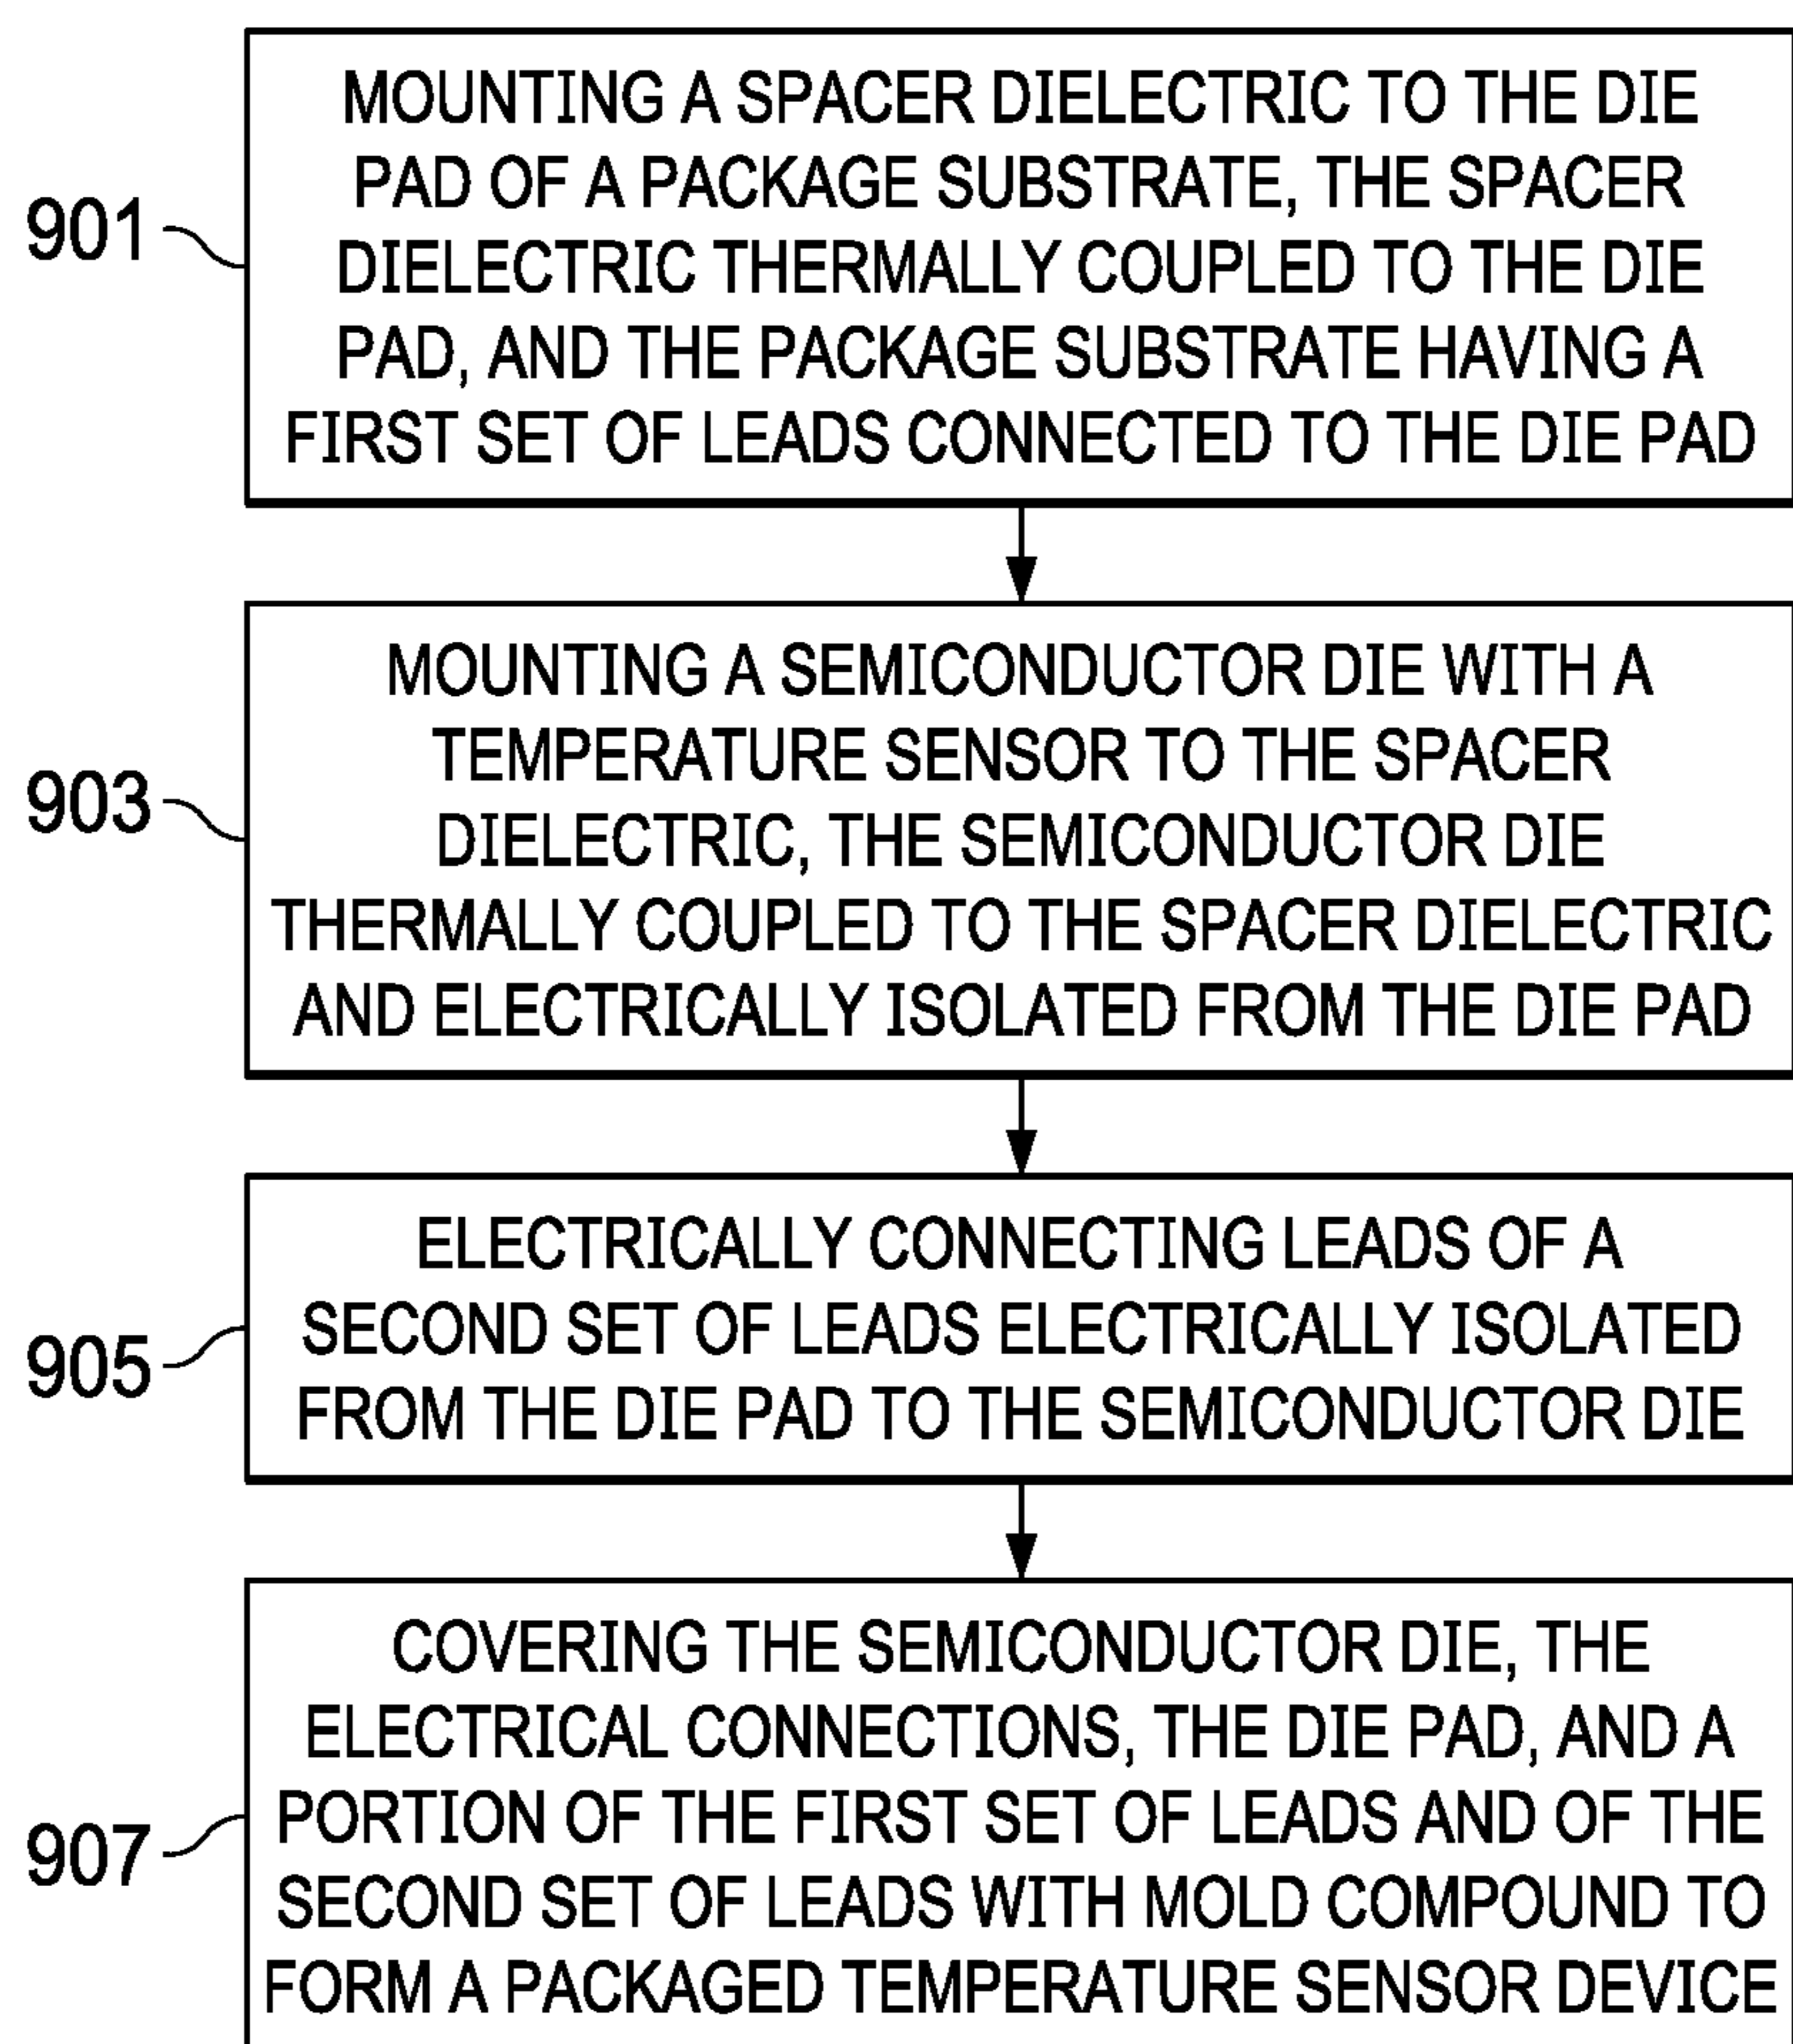 MOUNTING A SPACER DIELECTRIC TO THE DIE
PAD OF A PACKAGE SUBSTRATE, THE SPACER
901
DIELECTRIC THERMALLY COUPLED TO THE DIE
PAD, AND THE PACKAGE SUBSTRATE HAVING A
FIRST SET OF LEADS CONNECTED TO THE DIE PAD
MOUNTING A SEMICONDUCTOR DIE WITH A
TEMPERATURE SENSOR TO THE SPACER
903
DIELECTRIC, THE SEMICONDUCTOR DIE
THERMALLY COUPLED TO THE SPACER DIELECTRIC
AND ELECTRICALLY ISOLATED FROM THE DIE PAD
ELECTRICALLY CONNECTING LEADS OF A
SECOND SET OF LEADS ELECTRICALLY ISOLATED
905
FROM THE DIE PAD TO THE SEMICONDUCTOR DIE
COVERING THE SEMICONDUCTOR DIE, THE
ELECTRICAL CONNECTIONS, THE DIE PAD, AND A
PORTION OF THE FIRST SET OF LEADS AND OF THE
907
SECOND SET OF LEADS WITH MOLD COMPOUND TO
FORM A PACKAGED TEMPERATURE SENSOR DEVICE